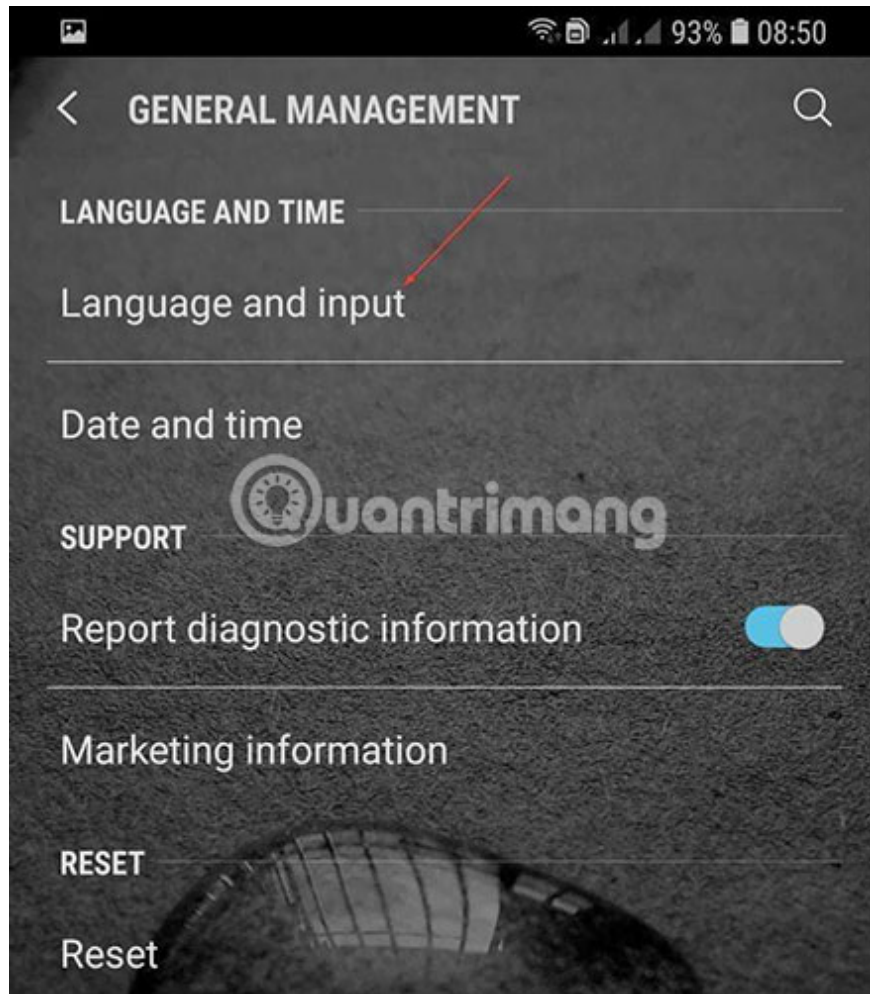 93% 08:50
GENERAL MANAGEMENT
LANGUAGE AND TIME
Language and input
Date and time
Quantrimang
SUPPORT
Report diagnostic information
Marketing information
RESET
Reset